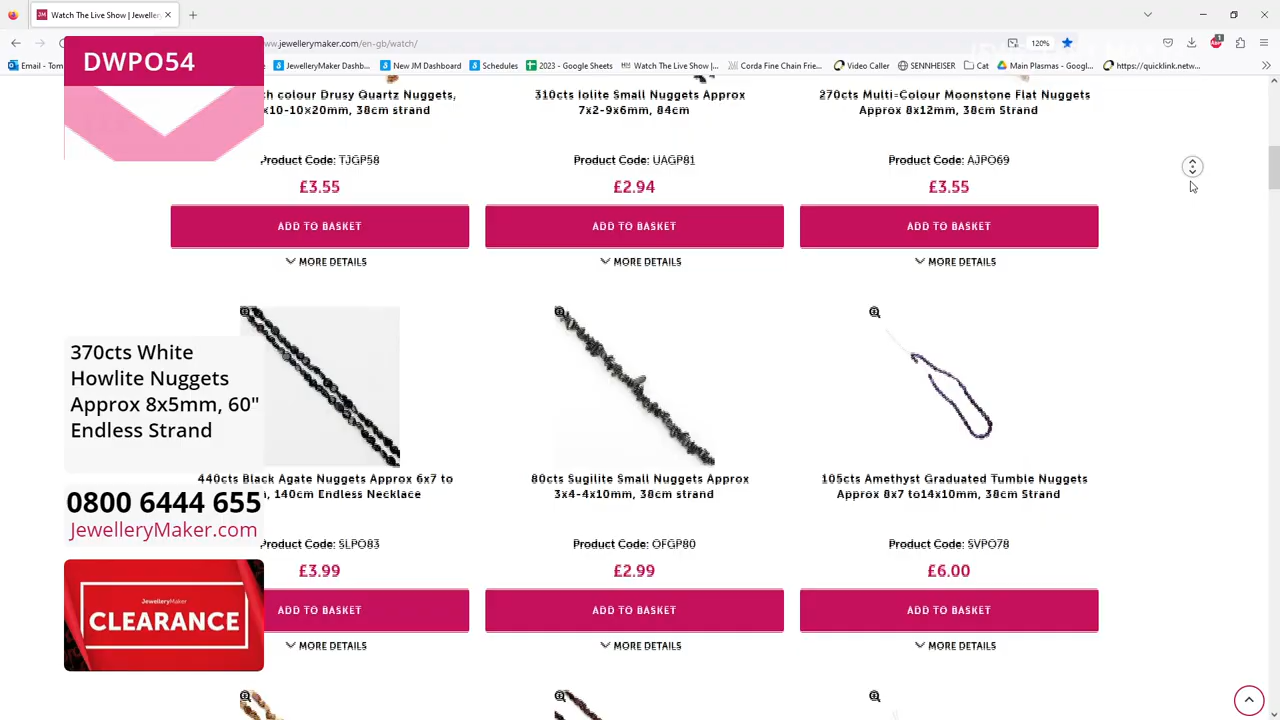 Watch The Live Show | Jeweller
DWPO54
ww.jewellerymaker.com/en-gb/watch/
120%
1
Email - Tom
JewelleryMaker Dashb...
New JM Dashboard
Schedules
2023 - Google Sheets
Watch The Live Show |...
Corda Fine Chain Frie...
Video Caller
SENNHEISER
Cat
Main Plasmas - Googl...
https://quicklink.netw...
ch colour Drusy Quartz Nuggets,
x10-10x20mm, 38cm strand
310cts Iolite Small Nuggets Approx
7x2-9x6mm, 84cm
270cts Multi-Colour Moonstone Flat Nuggets
Approx 8x12mm, 38cm Strand
Product Code: TJGP58
Product Code: UAGP81
Product Code: AJPO69
£3.55
£2.94
£3.55
ADD TO BASKET
ADD TO BASKET
ADD TO BASKET
MORE DETAILS
MORE DETAILS
MORE DETAILS
370cts White
Howlite Nuggets
Approx 8x5mm, 60"
Endless Strand
440cts Black Agate Nuggets Approx 6x7 to
, 140cm Endless Necklace
80cts Sugilite Small Nuggets Approx
3x4-4x10mm, 38cm strand
105cts Amethyst Graduated Tumble Nuggets
Approx 8x7 to14x10mm, 38cm Strand
0800 6444 655
JewelleryMaker.com
Product Code: SLPO83
Product Code: OFGP80
Product Code: SVPO78
£3.99
£2.99
£6.00
JewelleryMaker
CLEARANCE
ADD TO BASKET
ADD TO BASKET
ADD TO BASKET
MORE DETAILS
MORE DETAILS
MORE DETAILS